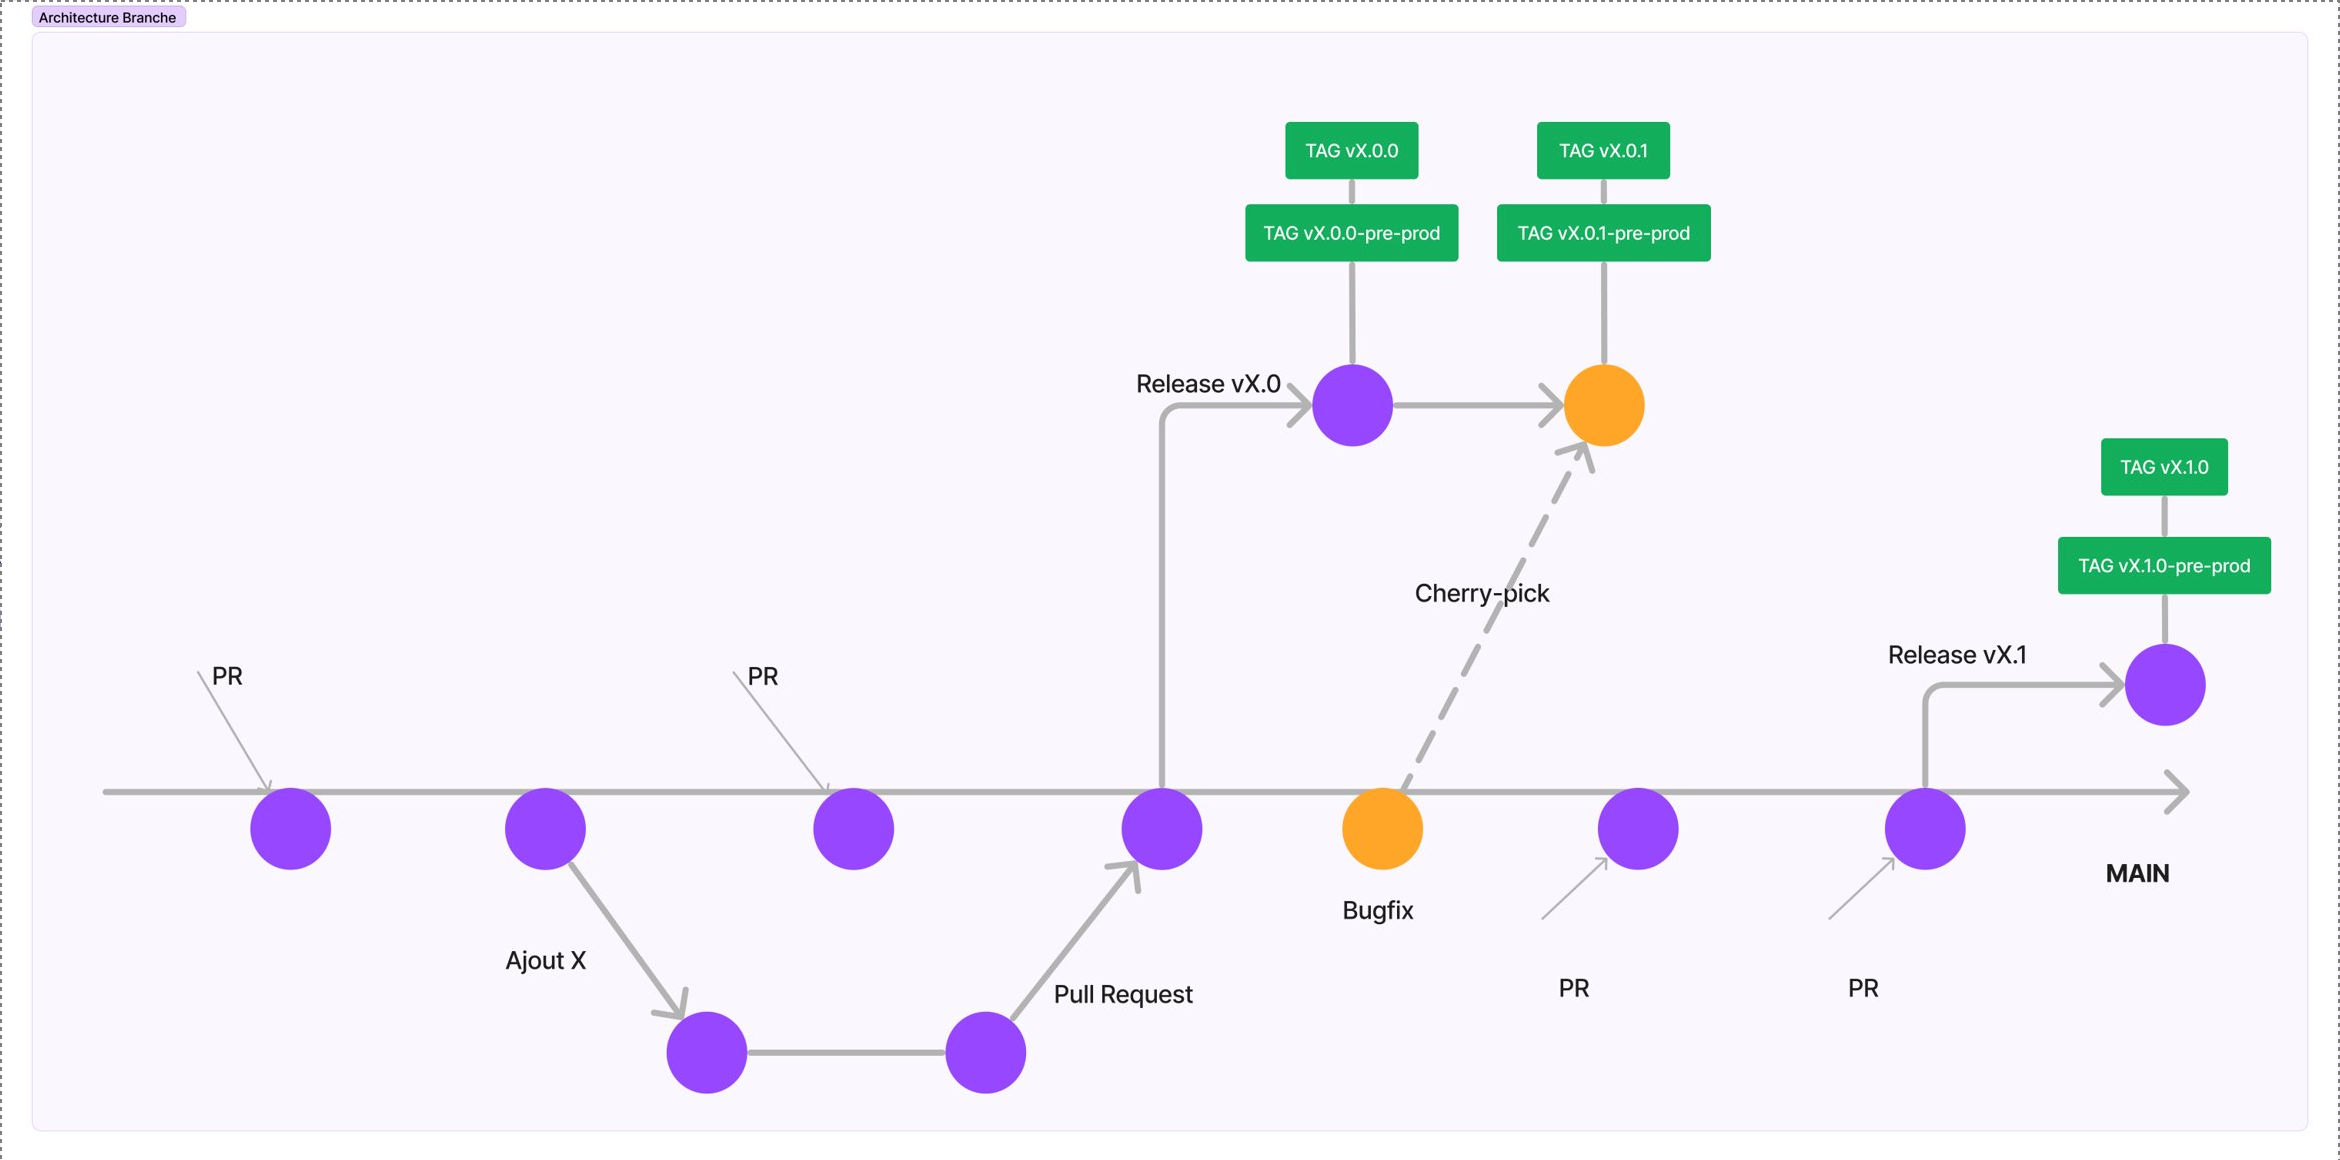 Architecture Branche
TAG vX.0.0
TAG vX.0.1
TAG vX.0.0-pre-prod
TAG vX.0.1-pre-prod
Release vX.0
TAG vX.1.0
TAG vX.1.0-pre-prod
Cherry-pick
Release vX.1
PR
PR
MAIN
Bugfix
Ajout X
Pull Request
PR
PR